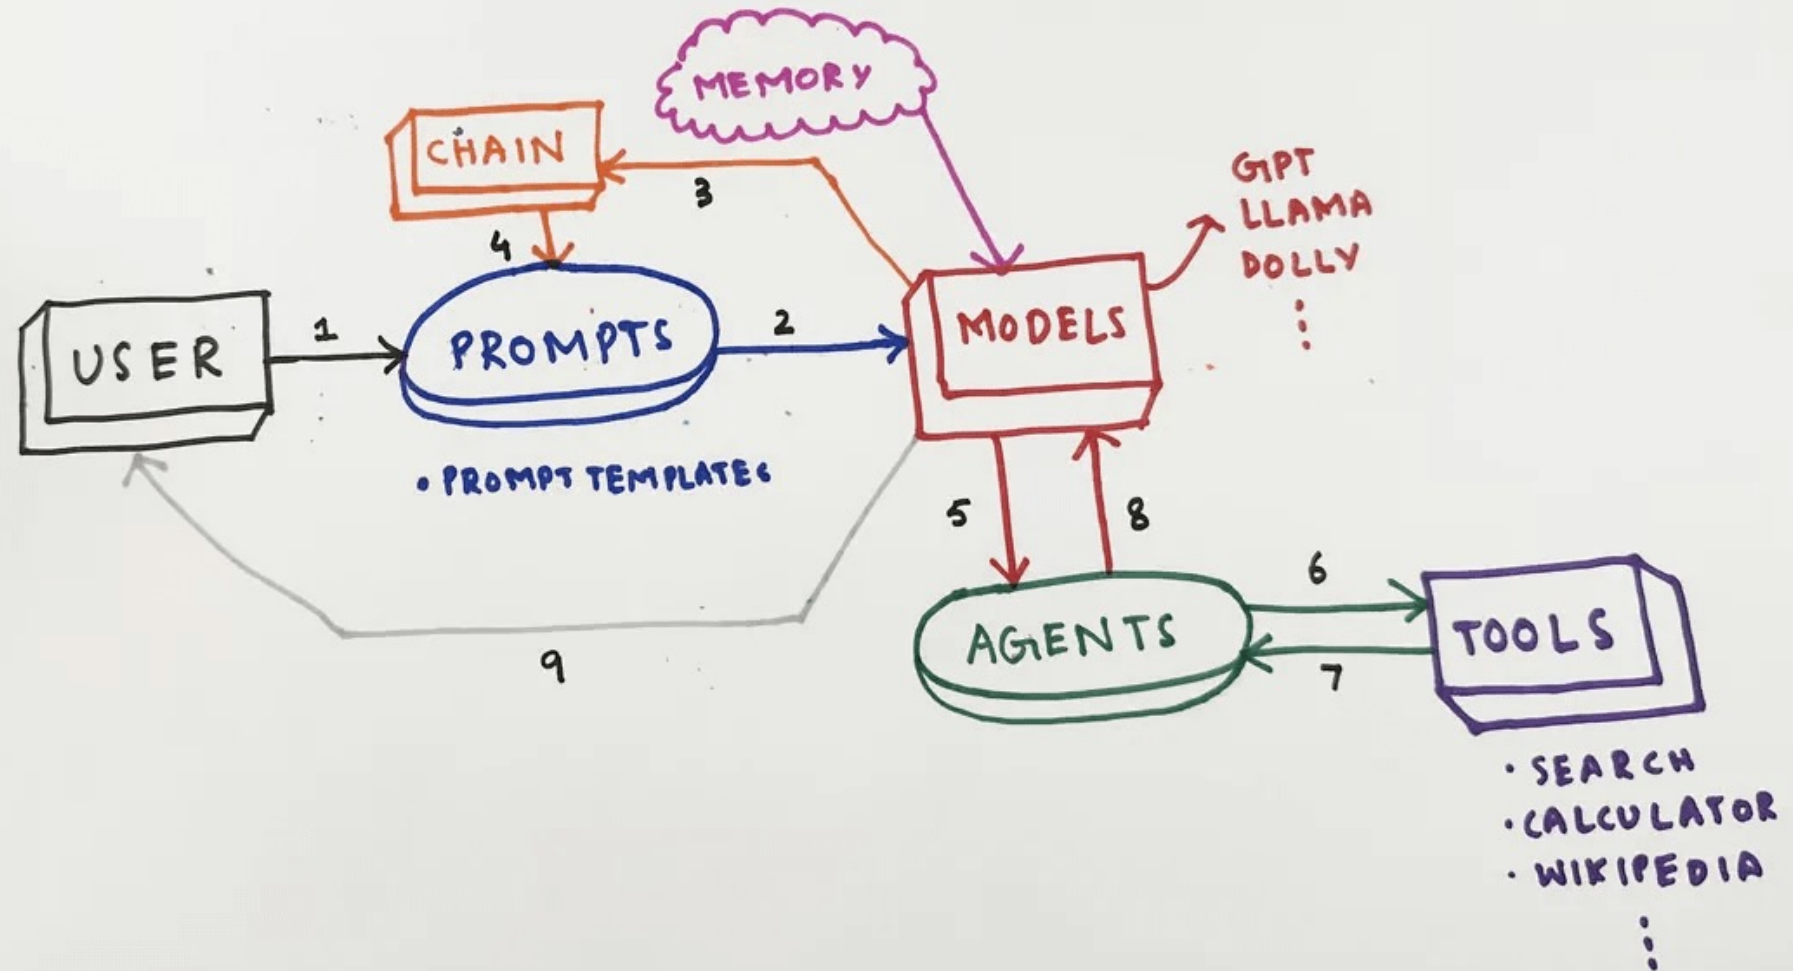 MEMORY
CHAIN
3
GPT
LLAMA
DOLLY
4
USER
1
PROMPTS
2
MODELS
• PROMPT TEMPLATES
5
8
9
AGENTS
6
7
TOOLS
• SEARCH
• CALCULATOR
• WIKIPEDIA